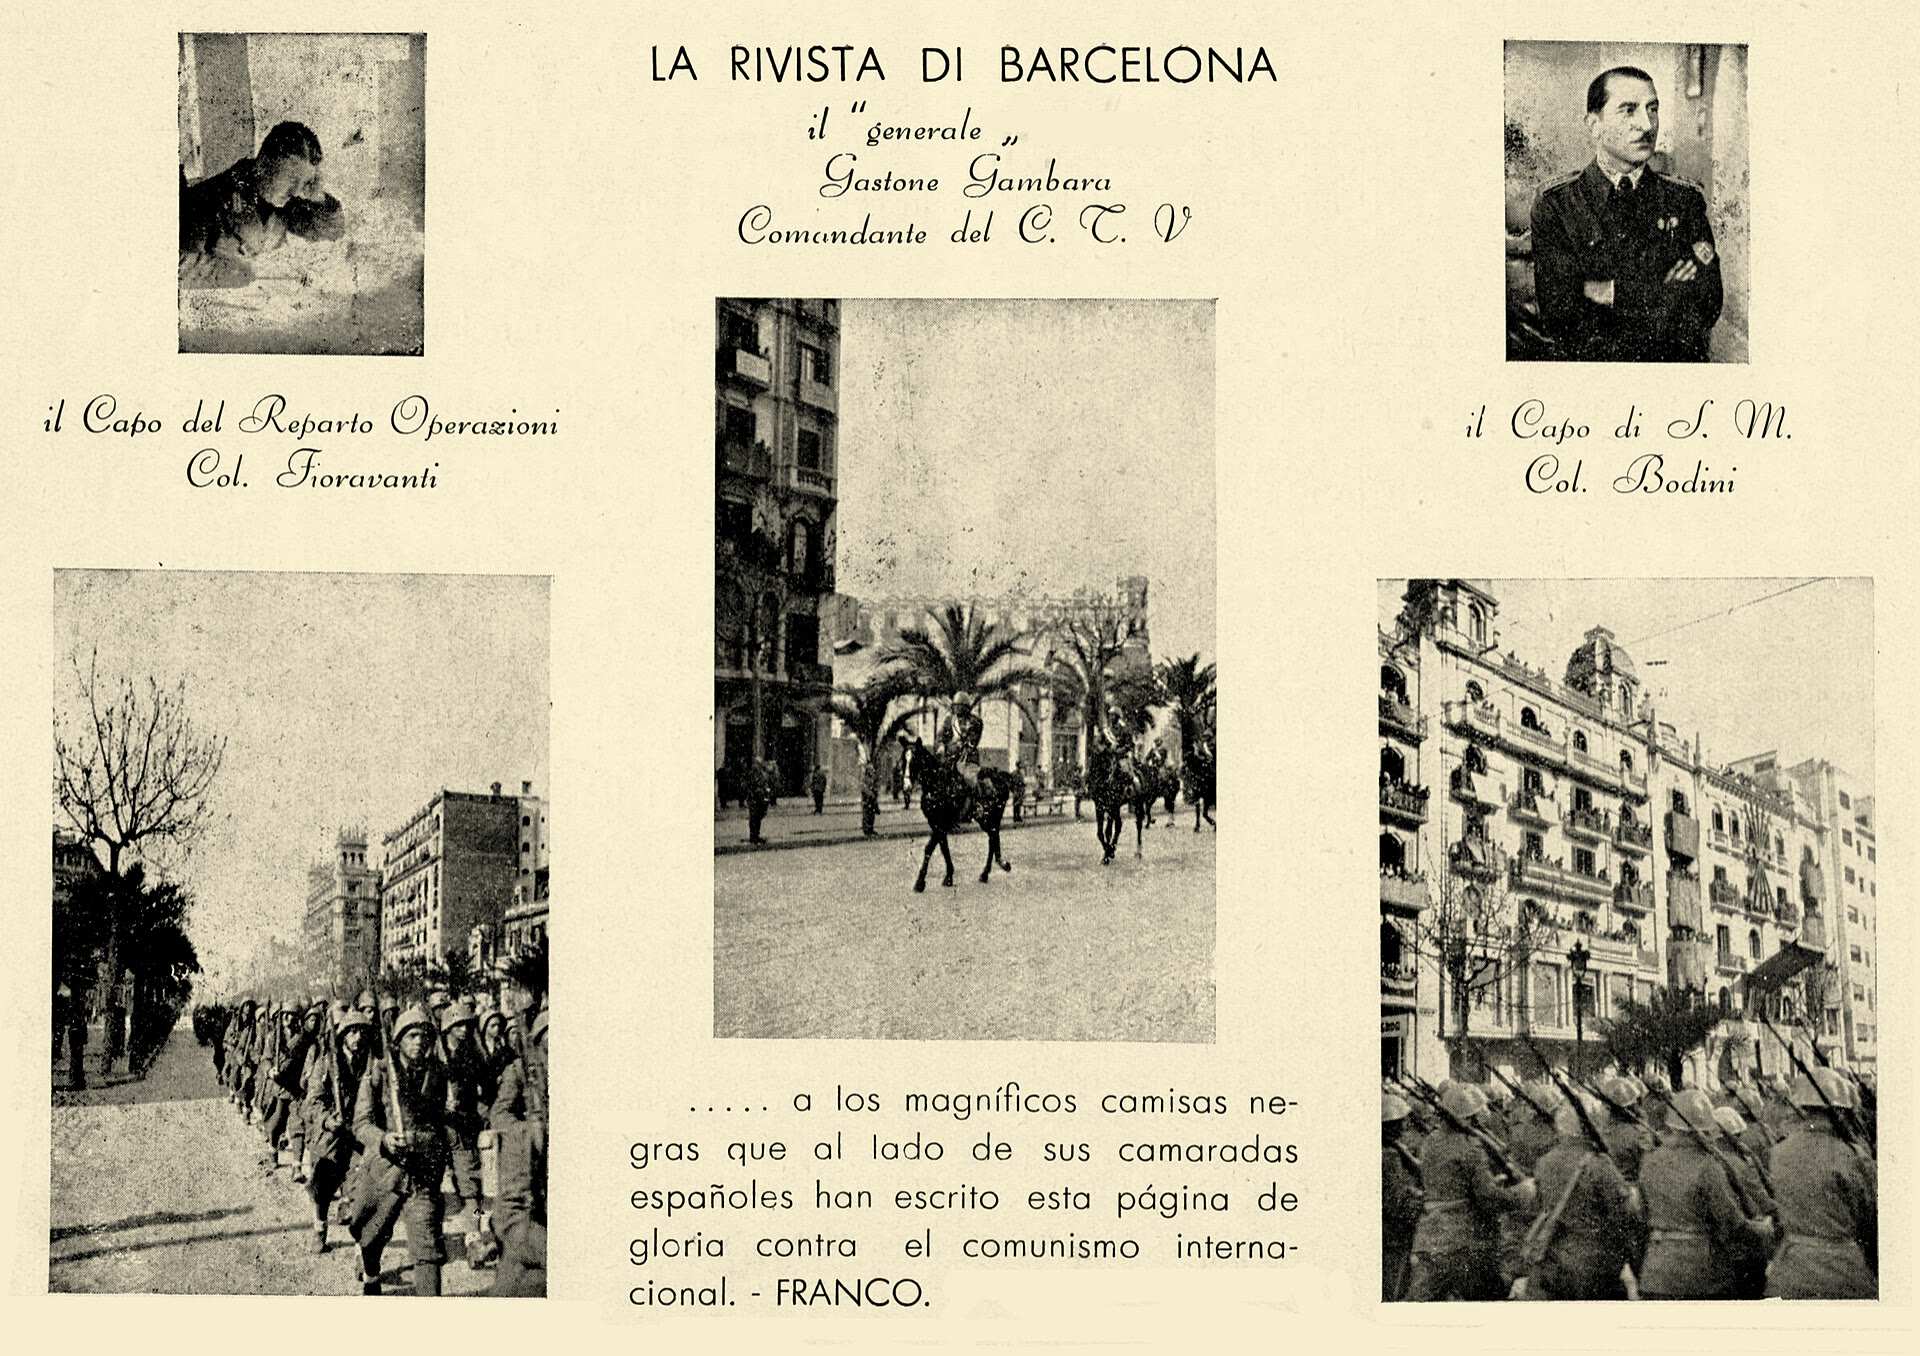 LA RIVISTA DI BARCELONA
il “generale„
Gastone Gambara
Comandante del C. T. V
il Capo del Reparto Operazioni
Col. Fioravanti
il Capo di S. M.
Col. Bodini
..... a los magníficos camisas ne-
gras que al lado de sus camaradas
españoles han escrito esta página de
gloria contra el comunismo interna-
cional. - FRANCO.